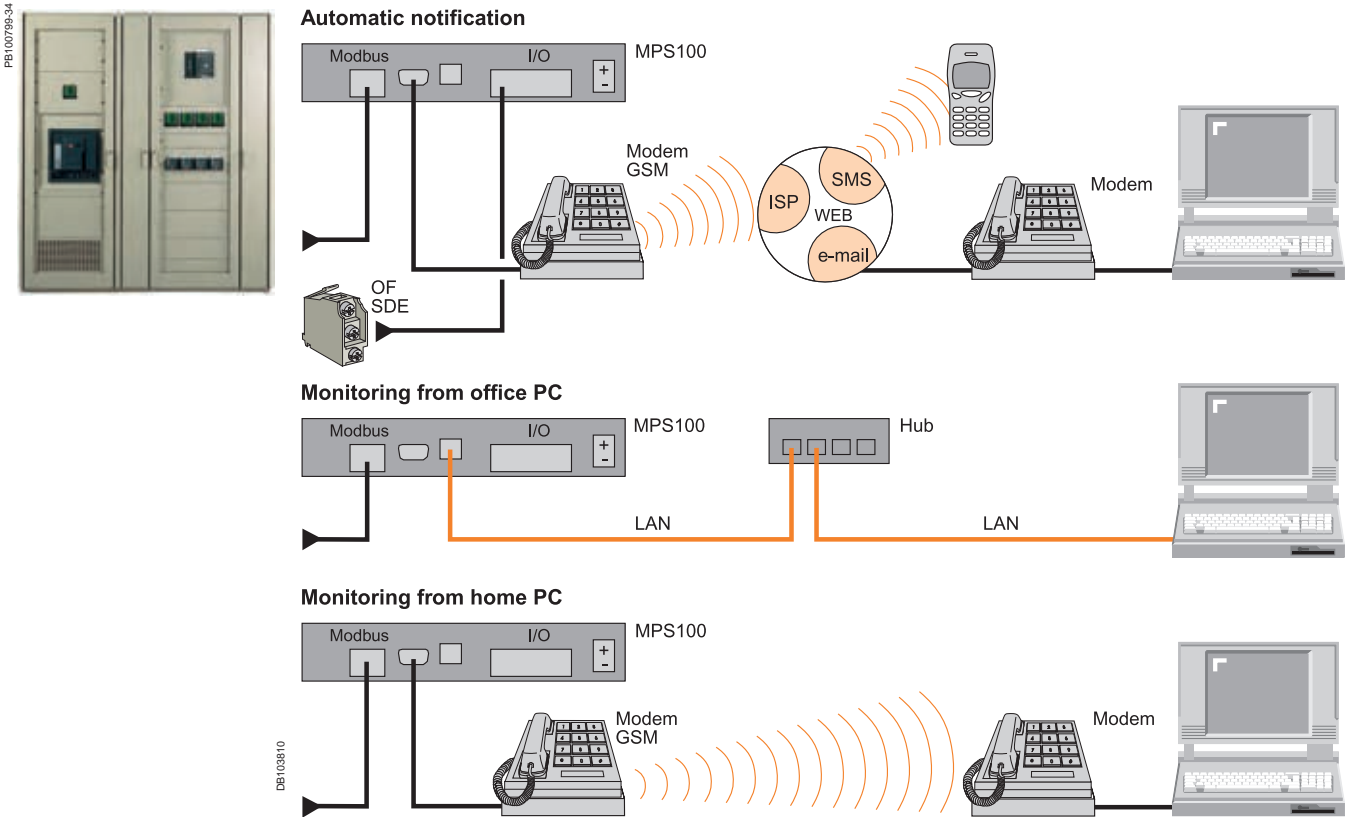 PB100799-34
Automatic notification
Modbus
I/O
MPS100
+
-
Modem
GSM
ISP
SMS
WEB
e-mail
Modem
OF
SDE
Monitoring from office PC
Modbus
I/O
MPS100
+
-
Hub
LAN
LAN
Monitoring from home PC
Modbus
I/O
MPS100
+
-
Modem
GSM
Modem
DB103810